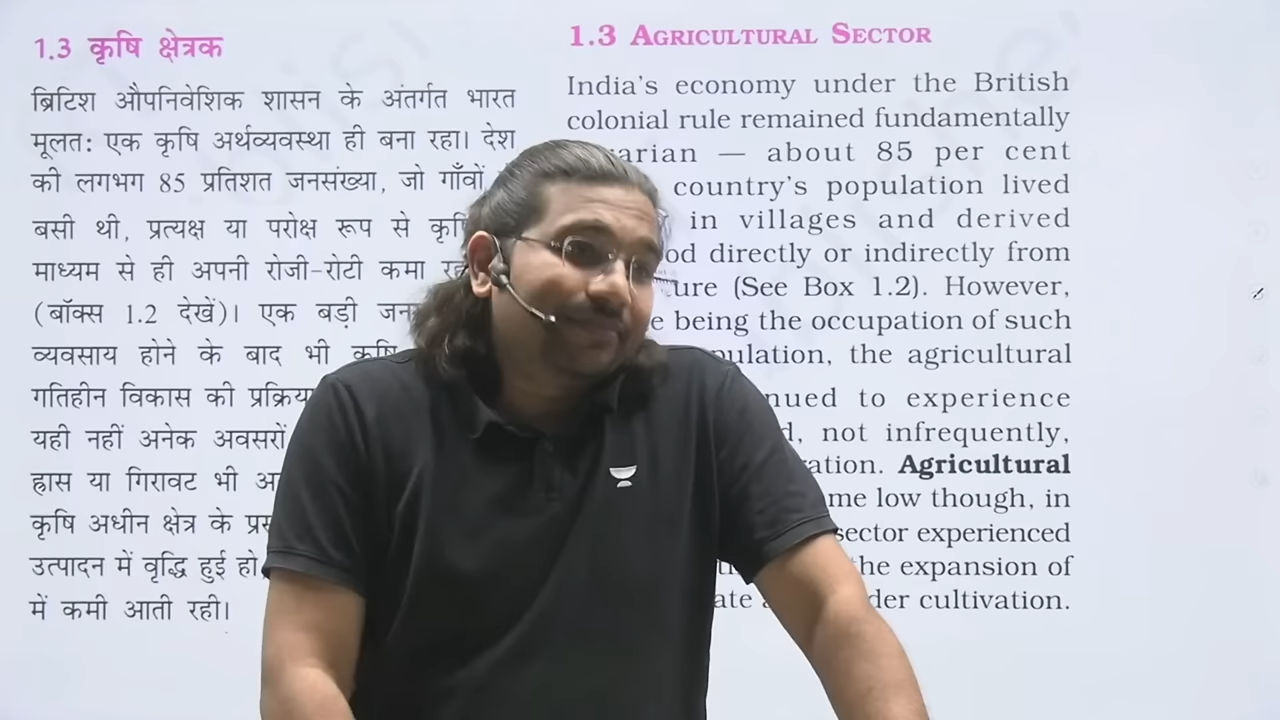 1.3 कृषि क्षेत्रक
ब्रिटिश औपनिवेशिक शासन के अंतर्गत भारत
मूलत: एक कृषि अर्थव्यवस्था ही बना रहा। देश
की लगभग 85 प्रतिशत जनसंख्या, जो गाँवों
बसी थी, प्रत्यक्ष या परोक्ष रूप से
माध्यम से ही अपनी रोजी-रोटी कमा
(बॉक्स 1.2 देखें)। एक बड़ी
व्यवसाय होने के बाद भी
गतिहीन विकास की
यही नहीं अनेक अवसरों
ह्रास या गिरावट भी
कृषि अधीन क्षेत्र के
उत्पादन में वृद्धि हुई हो,
में कमी आती रही।
1.3 AGRICULTURAL SECTOR
India's economy under the British
colonial rule remained fundamentally
— about 85 per cent
country's population lived
in villages and derived
directly or indirectly from
(See Box 1.2). However,
being the occupation of such
the agricultural
to experience
not infrequently,
Agricultural
low though, in
sector experienced
the expansion of
cultivation.